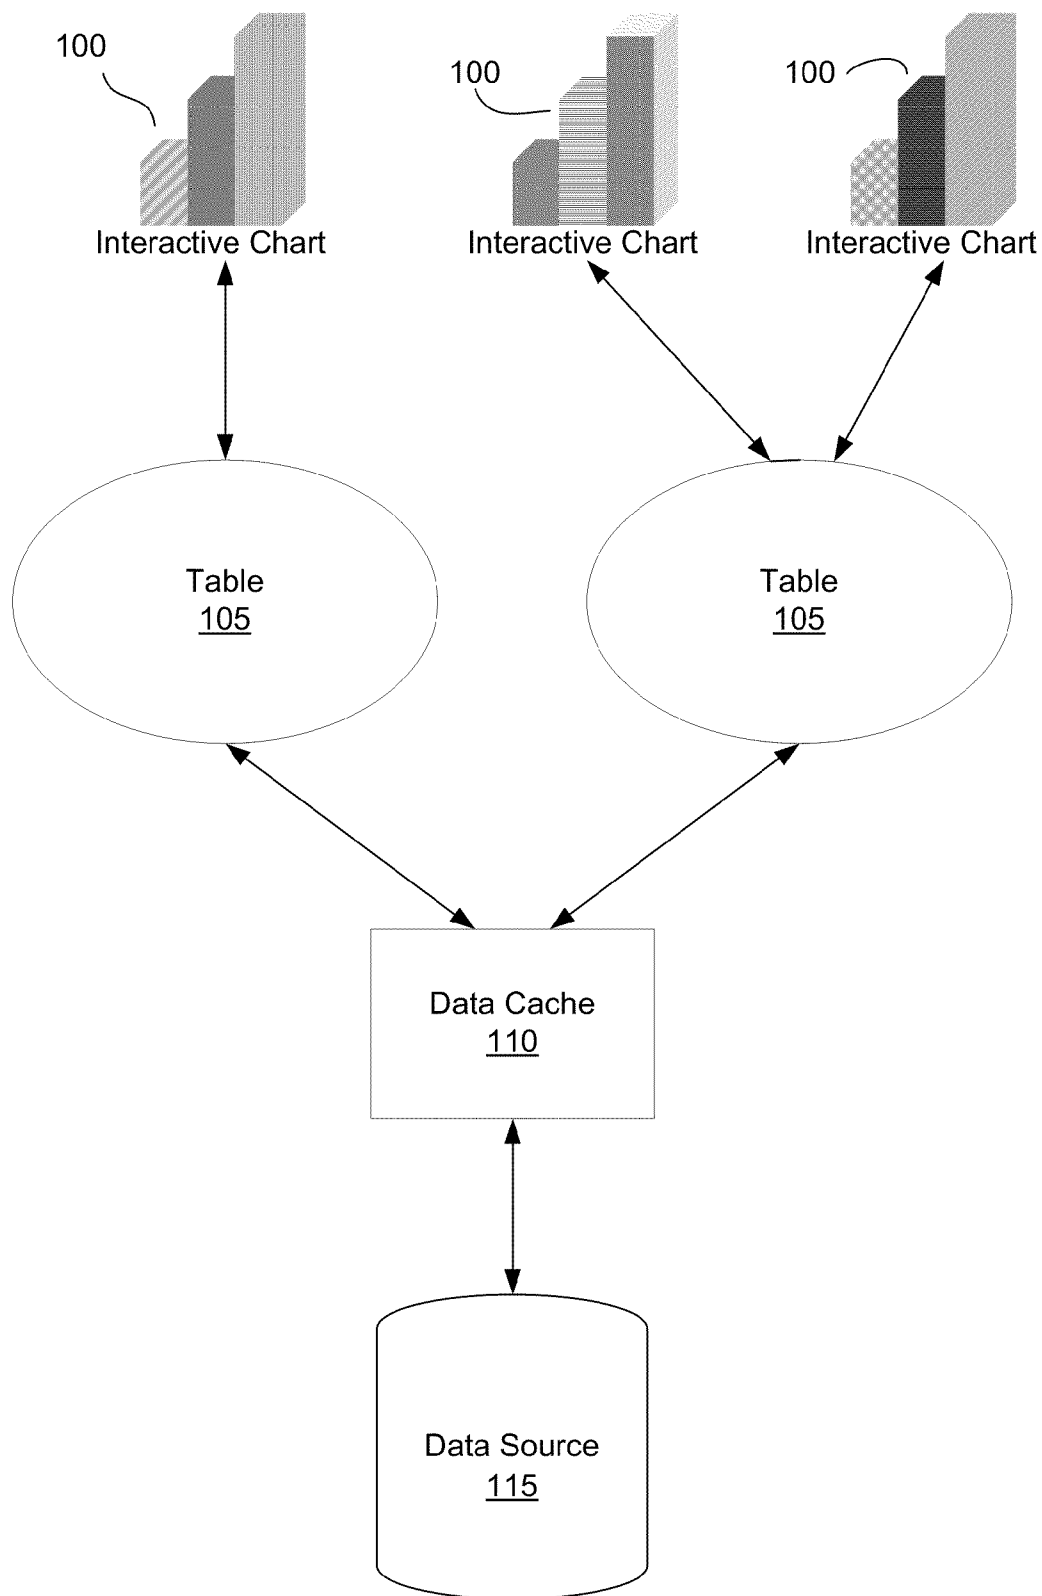 100
100
100
Interactive Chart
Interactive Chart
Interactive Chart
Table
105
Table
105
Data Cache
110
Data Source
115